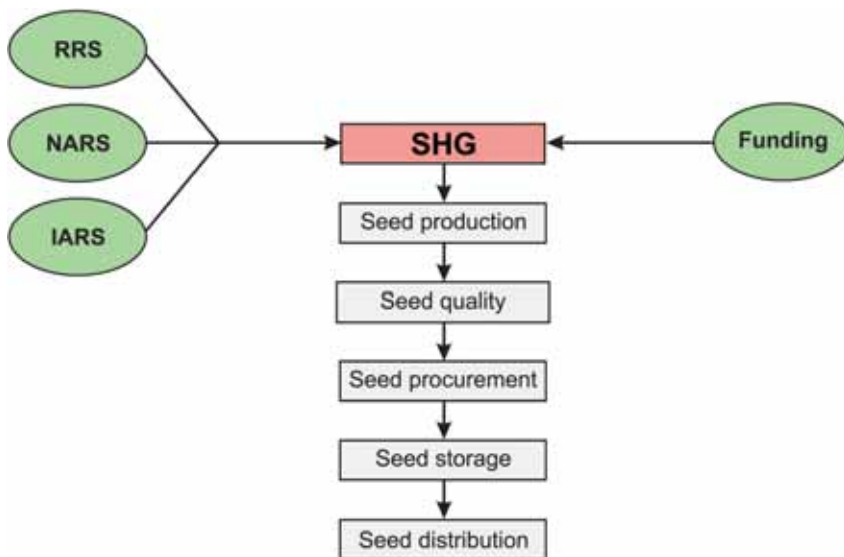 RRS
NARS
IARS
SHG
Funding
Seed production
Seed quality
Seed procurement
Seed storage
Seed distribution